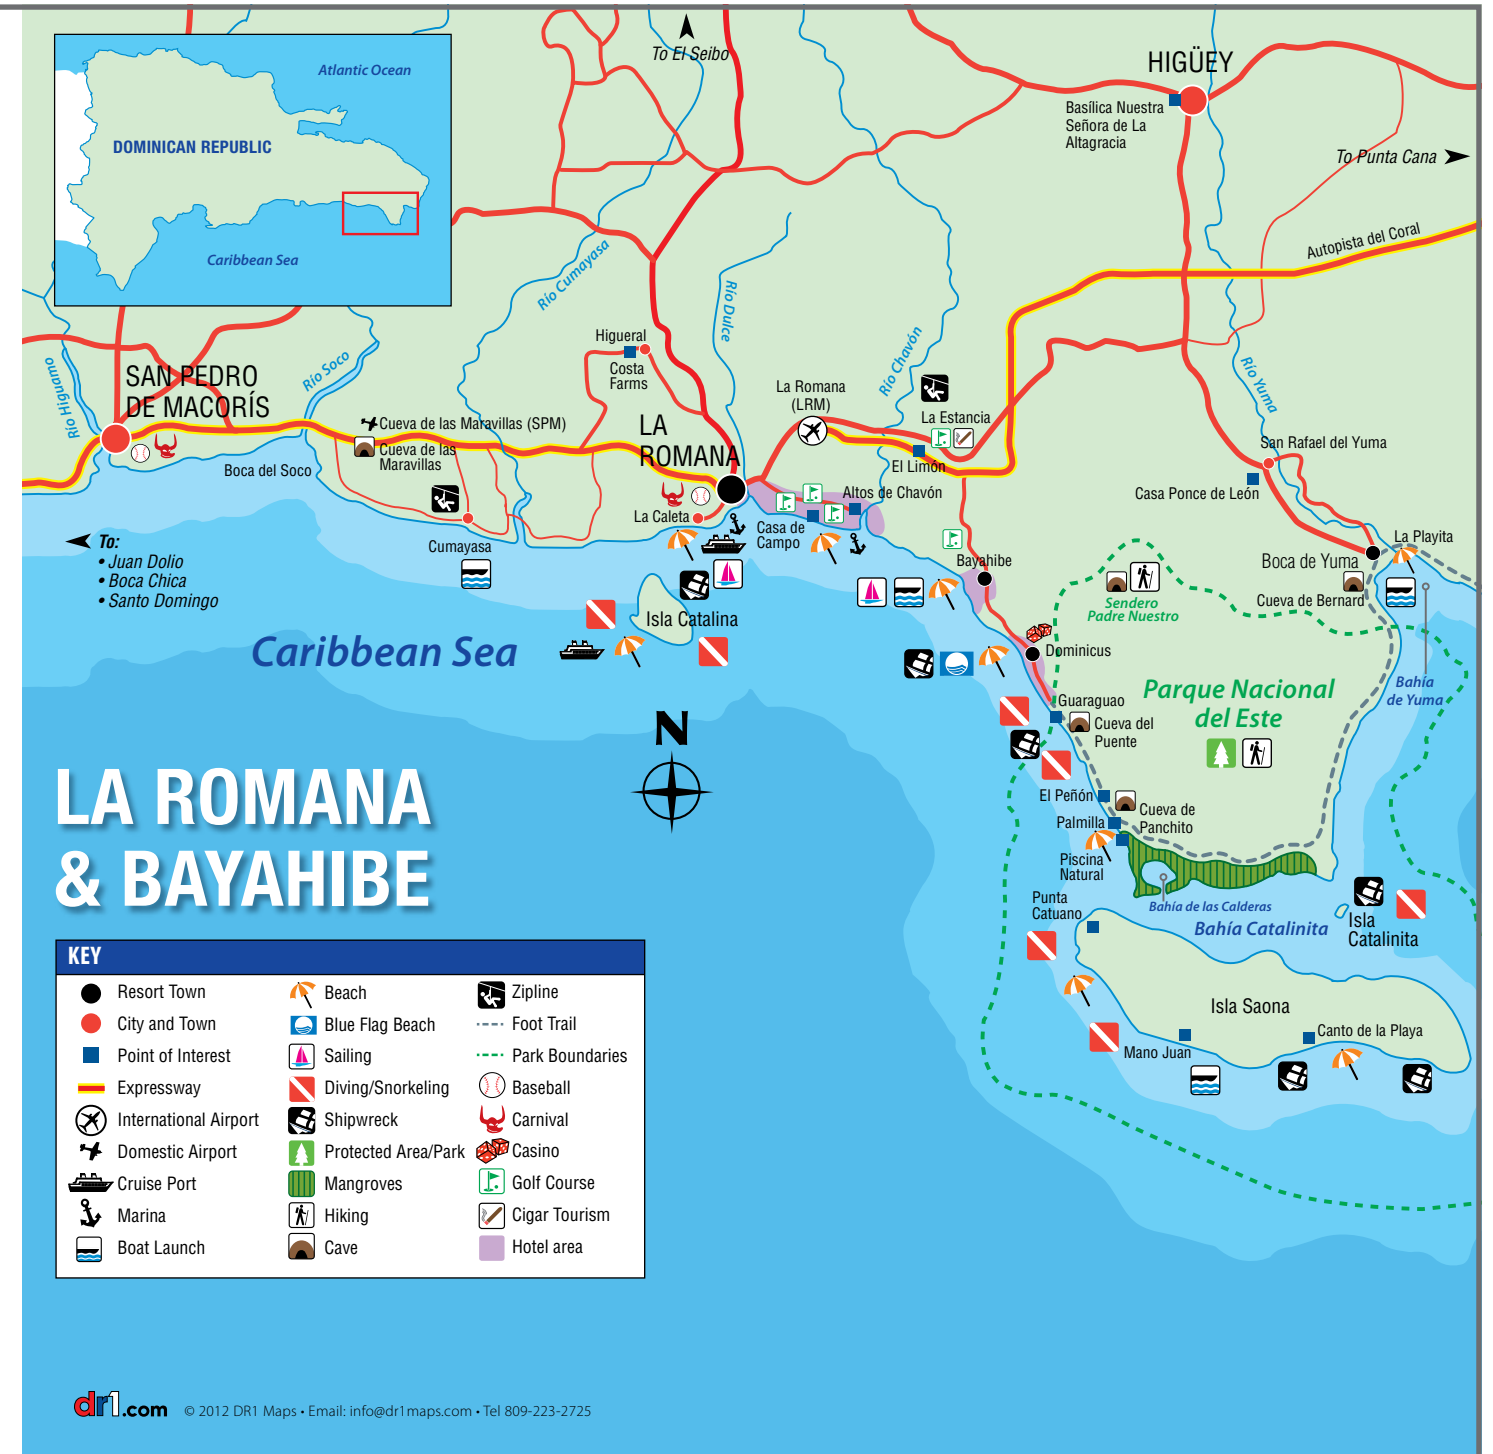 To El Seibo
HIGÜEY
Basílica Nuestra
Señora de La
Altagracia
To Punta Cana
Autopista del Coral
Atlantic Ocean
DOMINICAN REPUBLIC
Caribbean Sea
Río Cumayasa
Río Dulce
Río Chavón
Río Yuma
Río Soco
Río Higuamo
SAN PEDRO
DE MACORÍS
Higueral
Costa
Farms
La Romana
(LRM)
La Estancia
El Limón
Cueva de las Maravillas (SPM)
Cueva de las
Maravillas
LA
ROMANA
Boca del Soco
San Rafael del Yuma
Casa Ponce de León
Altos de Chavón
La Caleta
Casa de
Campo
Cumayasa
To:
• Juan Dolio
• Boca Chica
• Santo Domingo
Bayahibe
La Playita
Boca de Yuma
Cueva de Bernard
Sendero
Padre Nuestro
Isla Catalina
Caribbean Sea
Dominicus
Parque Nacional
del Este
Bahía
de Yuma
Guaraguao
Cueva del
Puente
N
El Peñón
Cueva de
Panchito
Palmilla
Piscina
Natural
Punta
Catuano
Bahía de las Calderas
Bahía Catalinita
Isla
Catalinita
Isla Saona
Mano Juan
Canto de la Playa
LA ROMANA
& BAYAHIBE
KEY
Resort Town
City and Town
Point of Interest
Expressway
International Airport
Domestic Airport
Cruise Port
Marina
Boat Launch
Beach
Blue Flag Beach
Sailing
Diving/Snorkeling
Shipwreck
Protected Area/Park
Mangroves
Hiking
Cave
Zipline
Foot Trail
Park Boundaries
Baseball
Carnival
Casino
Golf Course
Cigar Tourism
Hotel area
dr1.com © 2012 DR1 Maps • Email: info@dr1maps.com • Tel 809-223-2725